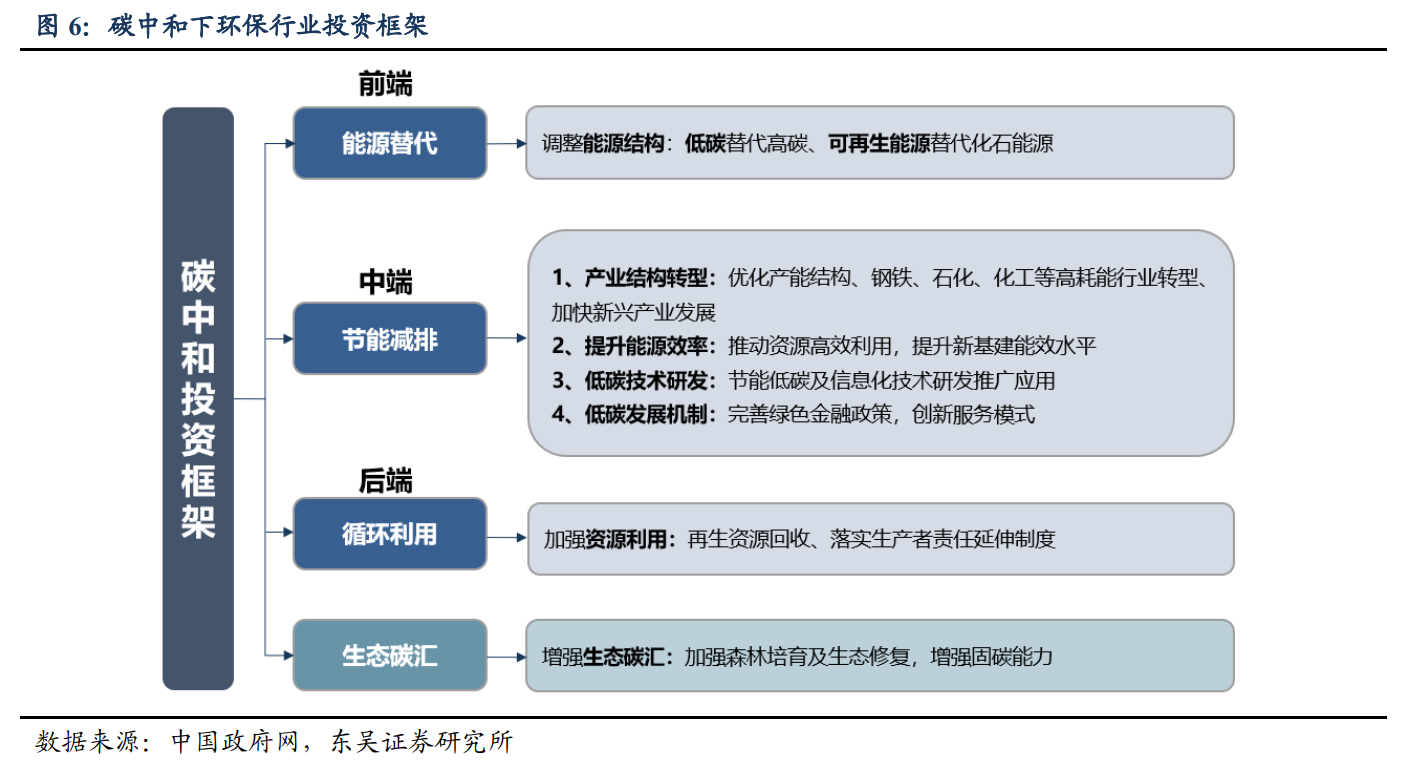 图 6：碳中和下环保行业投资框架
碳中和投资框架
前端
能源替代
调整能源结构：低碳替代高碳、可再生能源替代化石能源
中端
节能减排
1、产业结构转型：优化产能结构、钢铁、石化、化工等高耗能行业转型、
加快新兴产业发展
2、提升能源效率：推动资源高效利用，提升新基建能效水平
3、低碳技术研发：节能低碳及信息化技术研发推广应用
4、低碳发展机制：完善绿色金融政策，创新服务模式
后端
循环利用
加强资源利用：再生资源回收、落实生产者责任延伸制度
生态碳汇
增强生态碳汇：加强森林培育及生态修复，增强固碳能力
数据来源：中国政府网，东吴证券研究所